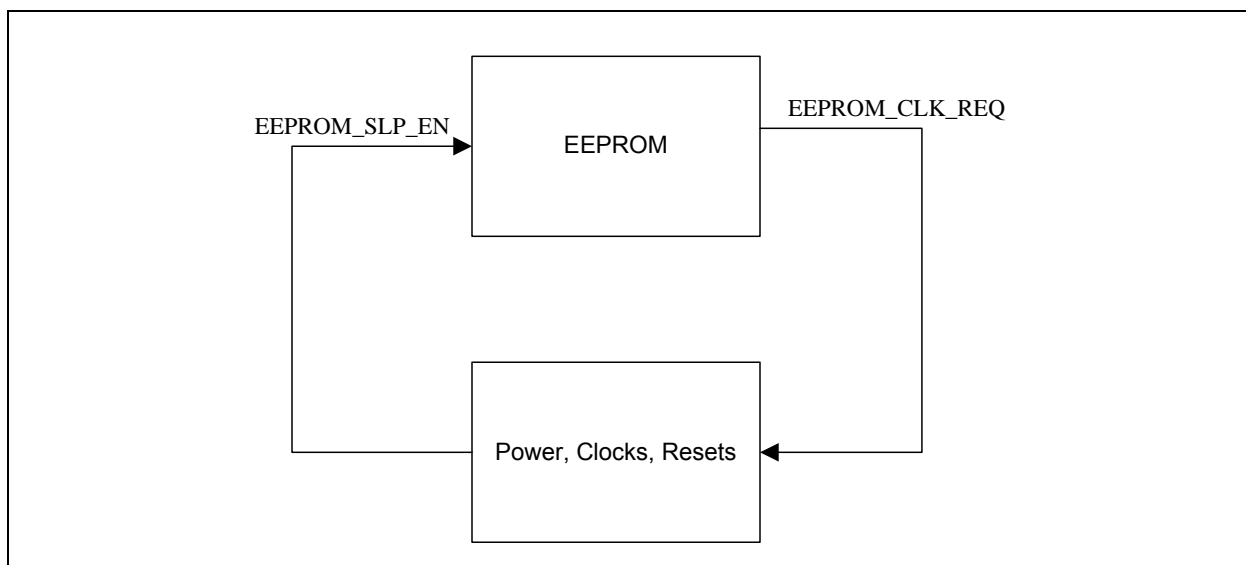 EEPROM_CLK_REQ
EEPROM_SLP_EN
EEPROM
Power, Clocks, Resets